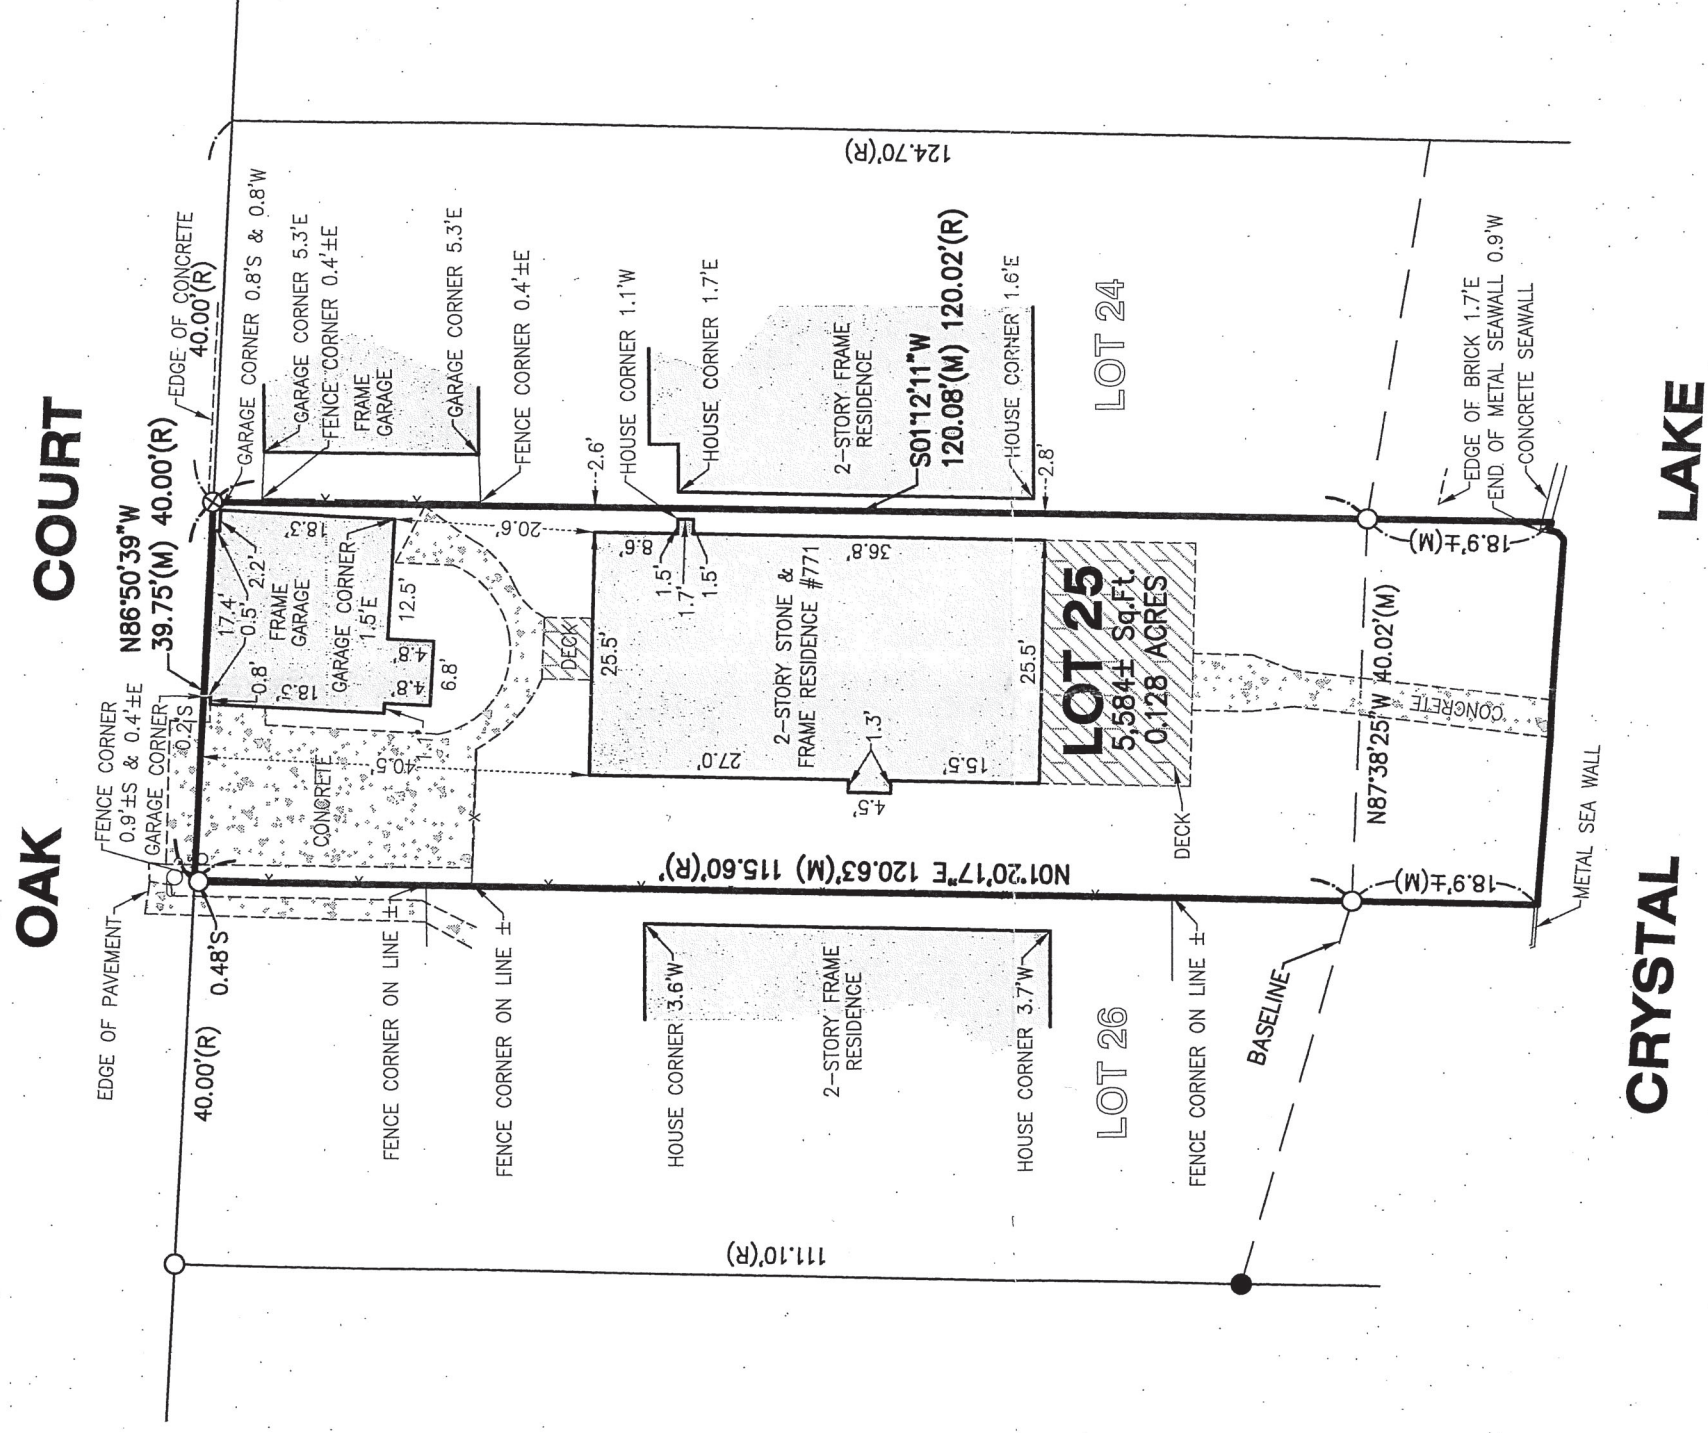 OAK COURT
EDGE OF PAVEMENT
FENCE CORNER
0.9'±S & 0.4'±E
GARAGE CORNER
0.2'S
N86°50'39"W
39.75'(M) 40.00'(R)
EDGE OF CONCRETE
40.00'(R)
40.00'(R)
0.48'S
GARAGE CORNER 0.8'S & 0.8'W
GARAGE CORNER 5.3'E
FENCE CORNER 0.4'±E
FRAME
GARAGE
GARAGE CORNER 5.3'E
FENCE CORNER 0.4'±E
17.4'
0.5'
2.2'
0.8'
18.3'
18.3'
FRAME
GARAGE
GARAGE CORNER
1.5'E
12.5'
4.8'
4.8'
6.8'
1.1'
CONCRETE
40.5'
20.6'
2.6'
DECK
FENCE CORNER ON LINE ±
FENCE CORNER ON LINE ±
HOUSE CORNER 1.1'W
HOUSE CORNER 1.7'E
25.5'
8.6'
1.5'
1.7'
1.5'
27.0'
36.8'
2-STORY STONE &
FRAME RESIDENCE #771
1.3'
4.5'
15.5'
25.5'
HOUSE CORNER 3.6'W
2-STORY FRAME
RESIDENCE
HOUSE CORNER 3.7'W
2-STORY FRAME
RESIDENCE
S01°12'11"W
120.08'(M) 120.02'(R)
HOUSE CORNER 1.6'E
2.8'
N01°20'17"E 120.63'(M) 115.60'(R)'
111.10'(R)
124.70'(R)
LOT 26
LOT 25
5,584± Sq.Ft.
0.128 ACRES
LOT 24
DECK
FENCE CORNER ON LINE ±
BASELINE
N87°38'25"W 40.02'(M)
18.9'±(M)
18.9'±(M)
CONCRETE
EDGE OF BRICK 1.7'E
END OF METAL SEAWALL 0.9'W
CONCRETE SEAWALL
METAL SEA WALL
CRYSTAL LAKE